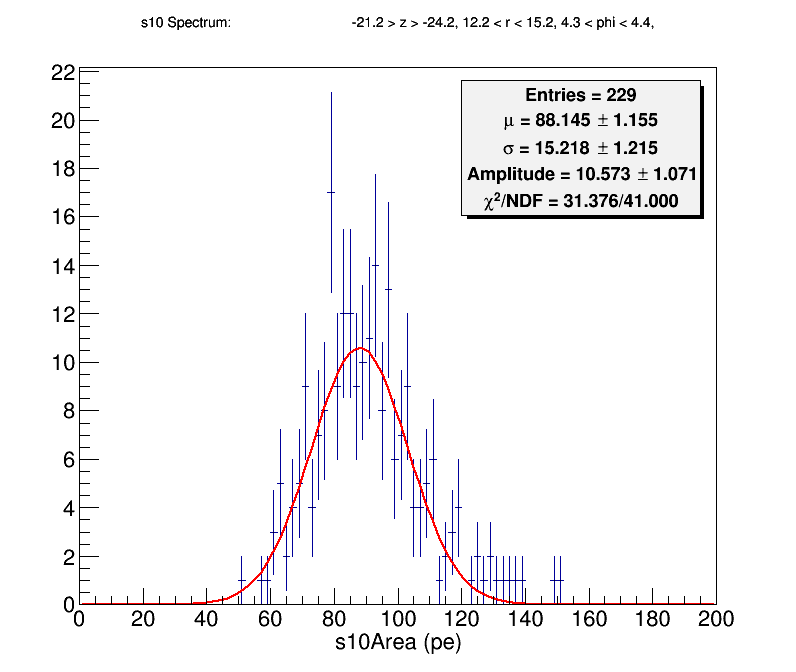 s10 Spectrum: -21.2 > z > -24.2, 12.2 < r < 15.2, 4.3 < phi < 4.4,
Entries = 229
μ = 88.145 ± 1.155
σ = 15.218 ± 1.215
Amplitude = 10.573 ± 1.071
χ²/NDF = 31.376/41.000
22
20
18
16
14
12
10
8
6
4
2
0
0 20 40 60 80 100 120 140 160 180 200
s10Area (pe)